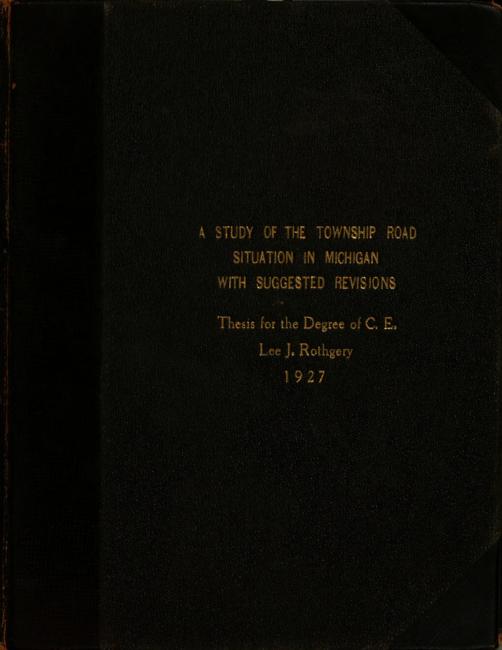 A STUDY OF THE TOWNSHIP ROAD
SITUATION IN MICHIGAN
WITH SUGGESTED REVISIONS
Thesis for the Degree of C. E.
Lee J. Rothgery
1927